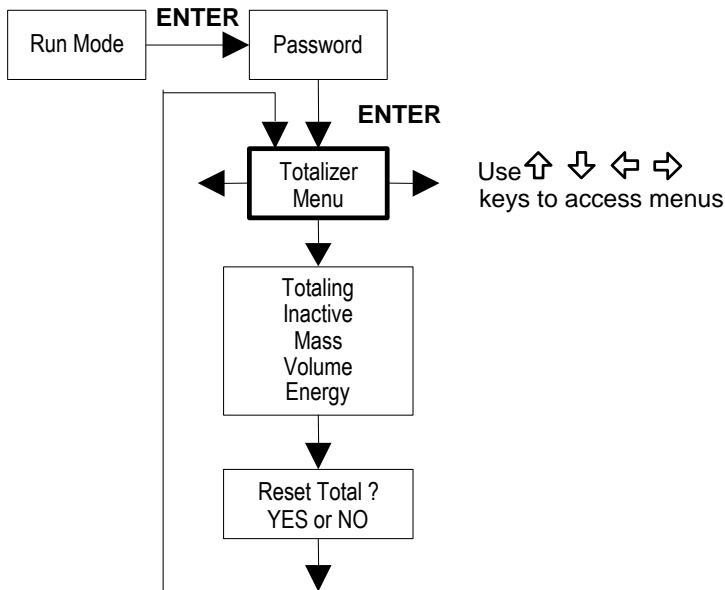 ENTER
Run Mode
Password
ENTER
Totalizer
Menu
Use
keys to access menus
Totaling
Inactive
Mass
Volume
Energy
Reset Total ?
YES or NO